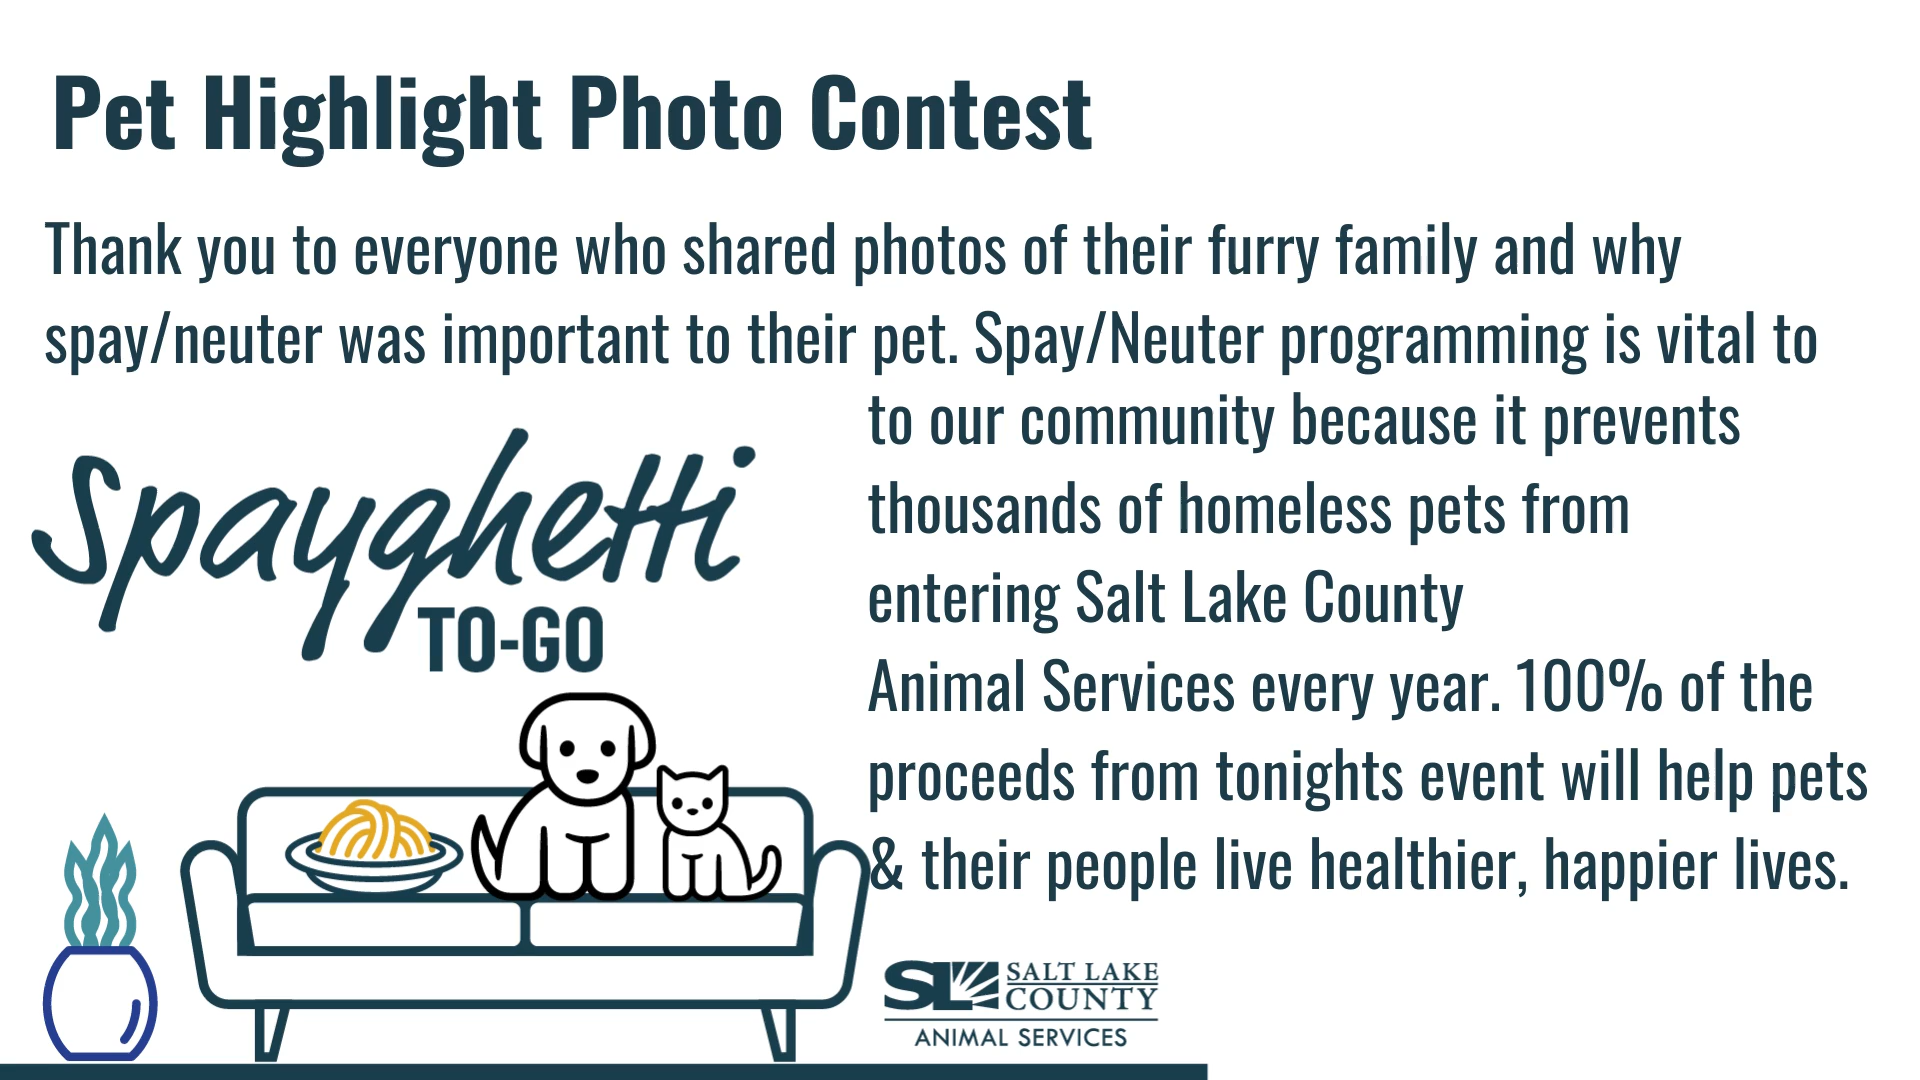 Pet Highlight Photo Contest
Thank you to everyone who shared photos of their furry family and why
spay/neuter was important to their pet. Spay/Neuter programming is vital to
to our community because it prevents
thousands of homeless pets from
entering Salt Lake County
Animal Services every year. 100% of the
proceeds from tonights event will help pets
& their people live healthier, happier lives.
Spayghetti
TO-GO
SL SALT LAKE
COUNTY
ANIMAL SERVICES